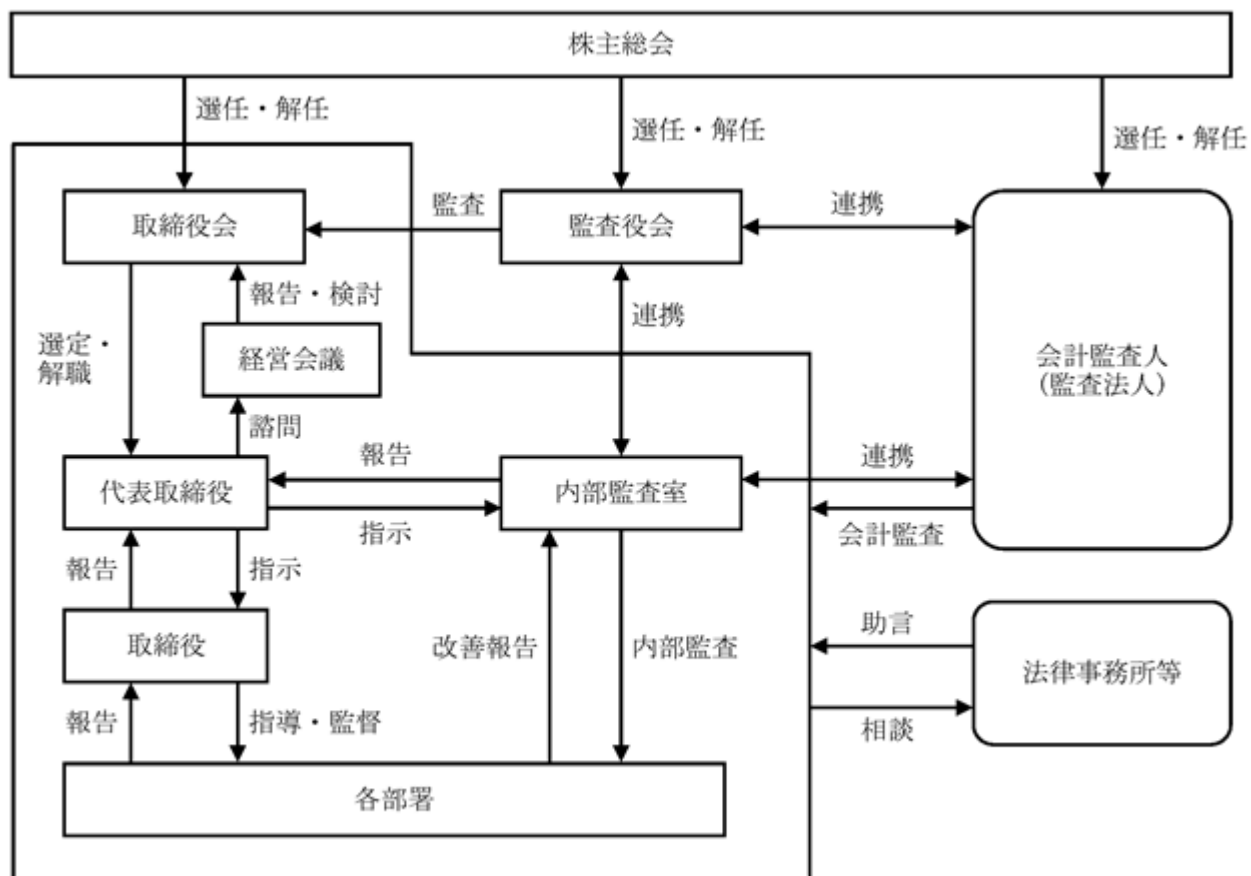 株主総会
選任・解任
選任・解任
選任・解任
取締役会
監査
監査役会
連携
報告・検討
連携
選定・
解職
経営会議
会計監査人
(監査法人)
諮問
代表取締役
報告
指示
内部監査室
連携
会計監査
報告
指示
取締役
改善報告
内部監査
助言
法律事務所等
相談
報告
指導・監督
各部署